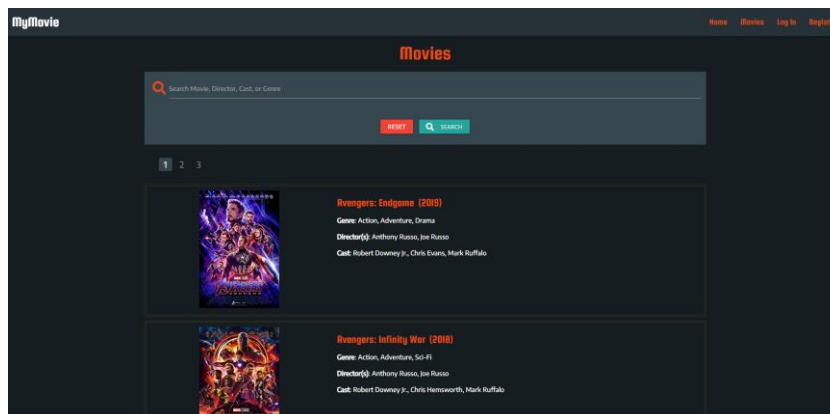 MyMovie
Home Movies Log In Regist
Movies
Search Movie, Director, Cast, or Genre
RESET SEARCH
1 2 3
Avengers: Endgame (2019)
Genre: Action, Adventure, Drama
Director(s): Anthony Russo, Joe Russo
Cast: Robert Downey Jr., Chris Evans, Mark Ruffalo
Avengers: Infinity War (2018)
Genre: Action, Adventure, Sci-Fi
Director(s): Anthony Russo, Joe Russo
Cast: Robert Downey Jr., Chris Hemsworth, Mark Ruffalo